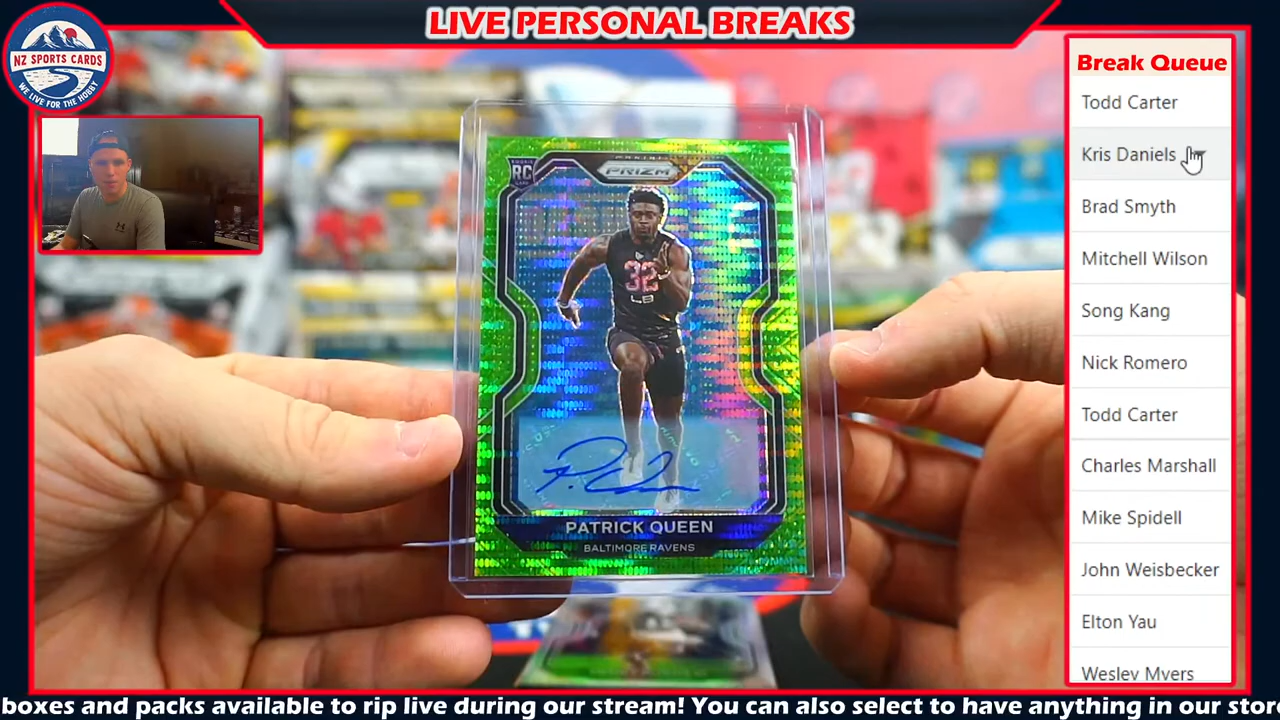 LIVE PERSONAL BREAKS
NZ SPORTS CARDS
WE LIVE FOR THE HOBBY
Break Queue
Todd Carter
Kris Daniels
Brad Smyth
Mitchell Wilson
Song Kang
Nick Romero
Todd Carter
Charles Marshall
Mike Spidell
John Weisbecker
Elton Yau
Wesley Myers
RC
PANINI
PRIZM
32
LB
PATRICK QUEEN
BALTIMORE RAVENS
boxes and packs available to rip live during our stream! You can also select to have anything in our stor